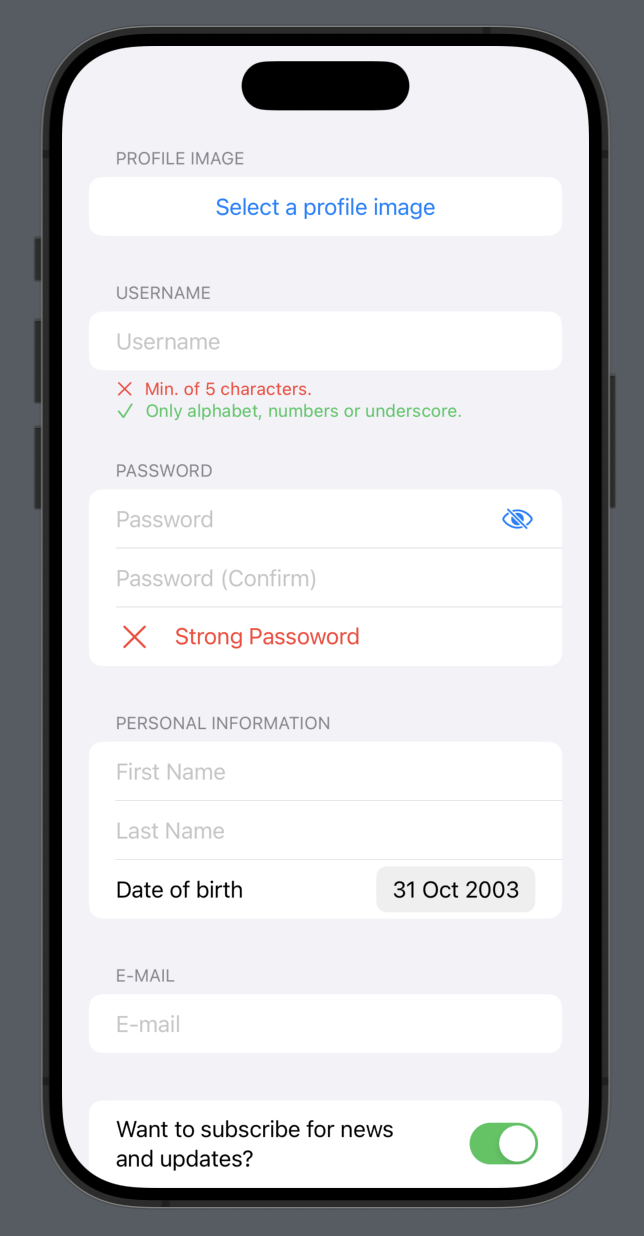 PROFILE IMAGE
Select a profile image
USERNAME
Username
Min. of 5 characters.
Only alphabet, numbers or underscore.
PASSWORD
Password
Password (Confirm)
Strong Passoword
PERSONAL INFORMATION
First Name
Last Name
Date of birth 31 Oct 2003
E-MAIL
E-mail
Want to subscribe for news
and updates?